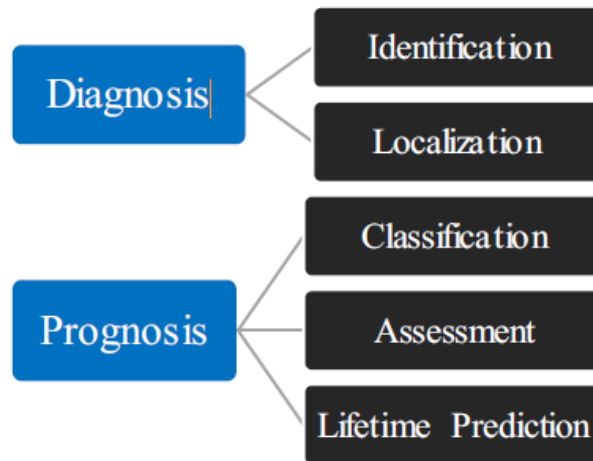 Diagnosis
Identification
Localization
Prognosis
Classification
Assessment
Lifetime Prediction